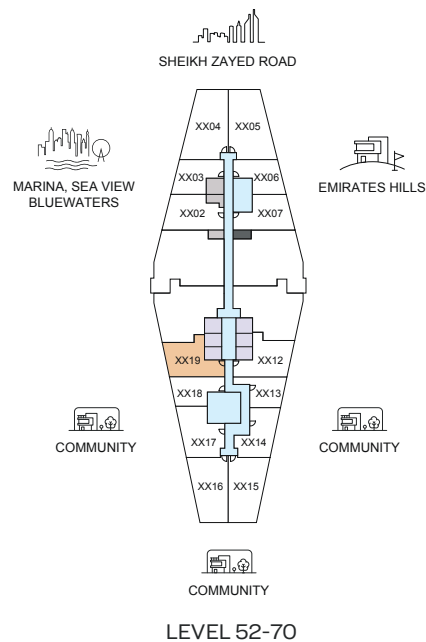 SHEIKH ZAYED ROAD
XX04 XX05
MARINA, SEA VIEW
BLUEWATERS
XX03 XX06
EMIRATES HILLS
XX02 XX07
XX19 XX12
XX18 XX13
COMMUNITY
XX17 XX14
COMMUNITY
XX16 XX15
COMMUNITY
LEVEL 52-70